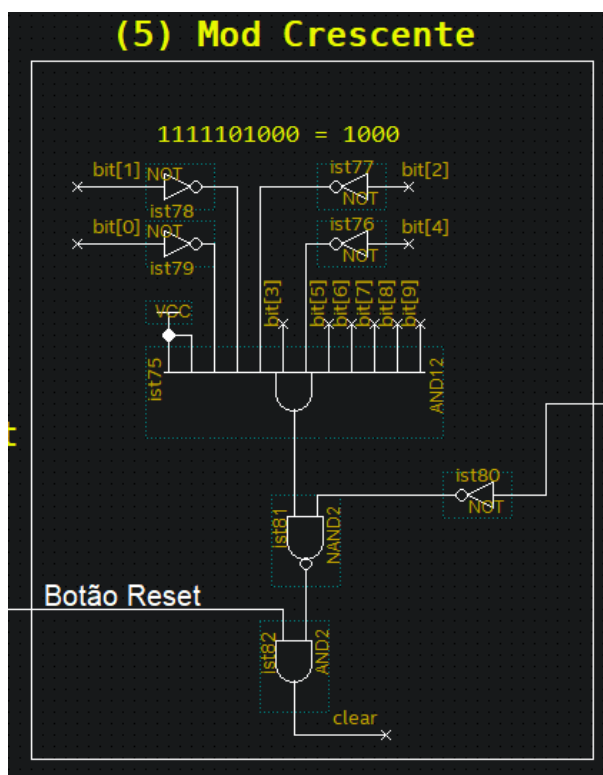 (5) Mod Crescente
1111101000 = 1000
bit[1] NOT ist77 bit[2]
ist78 NOT
bit[0] NOT ist76 bit[4]
ist79 NOT
VCC bit[3] bit[5] bit[6] bit[7] bit[8] bit[9]
ist75 AND12
t
ist80
NOT
ist81 NAND2
Botão Reset
ist82 AND2
clear